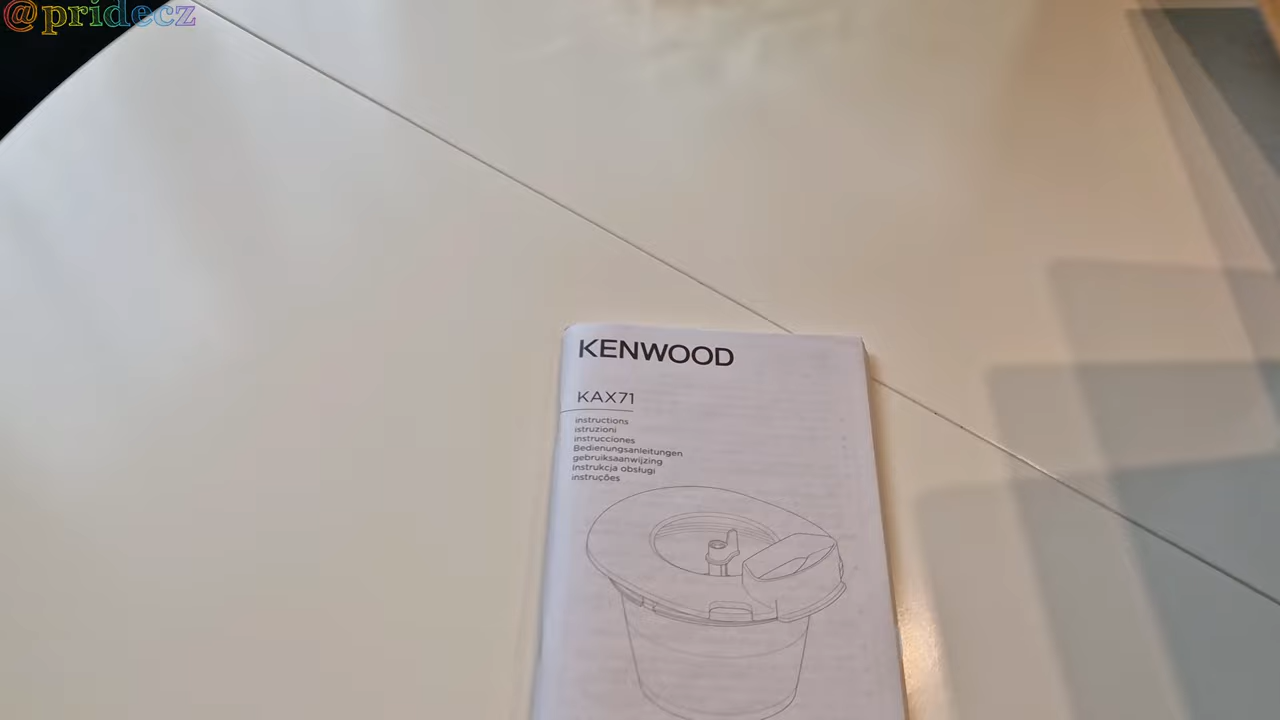 @pridecz
KENWOOD
KAX71
instructions
istruzioni
instrucciones
Bedienungsanleitungen
gebruiksaanwijzing
Instrukcja obsługi
instruções